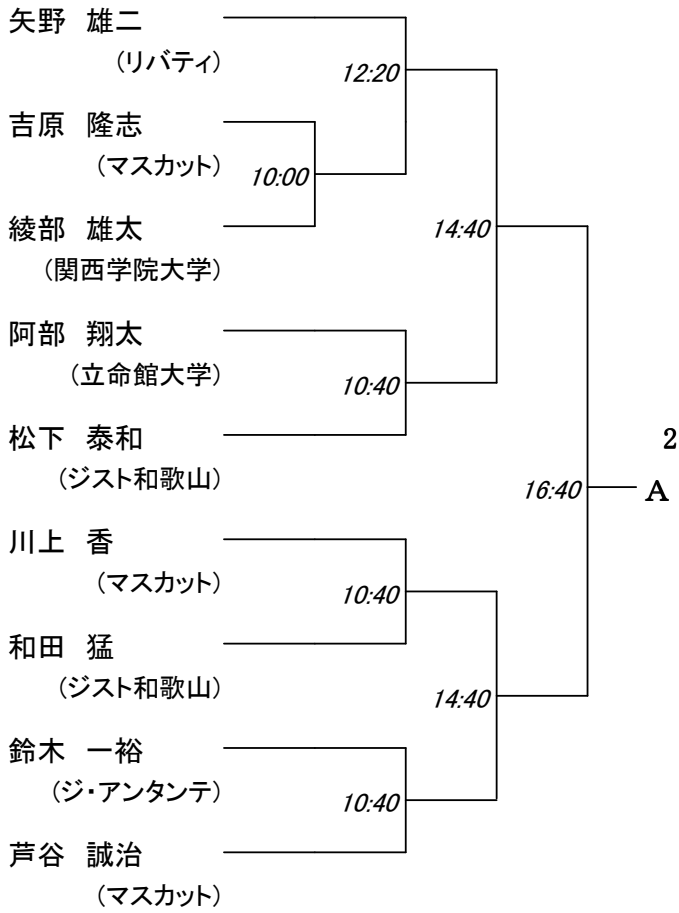 矢野 雄二
(リバティ)
12:20
吉原 隆志
(マスカット)
10:00
綾部 雄太
14:40
(関西学院大学)
阿部 翔太
(立命館大学)
10:40
松下 泰和
2
(ジスト和歌山)
16:40
A
川上 香
(マスカット)
10:40
和田 猛
(ジスト和歌山)
14:40
鈴木 一裕
(ジ・アンタンテ)
10:40
芦谷 誠治
(マスカット)